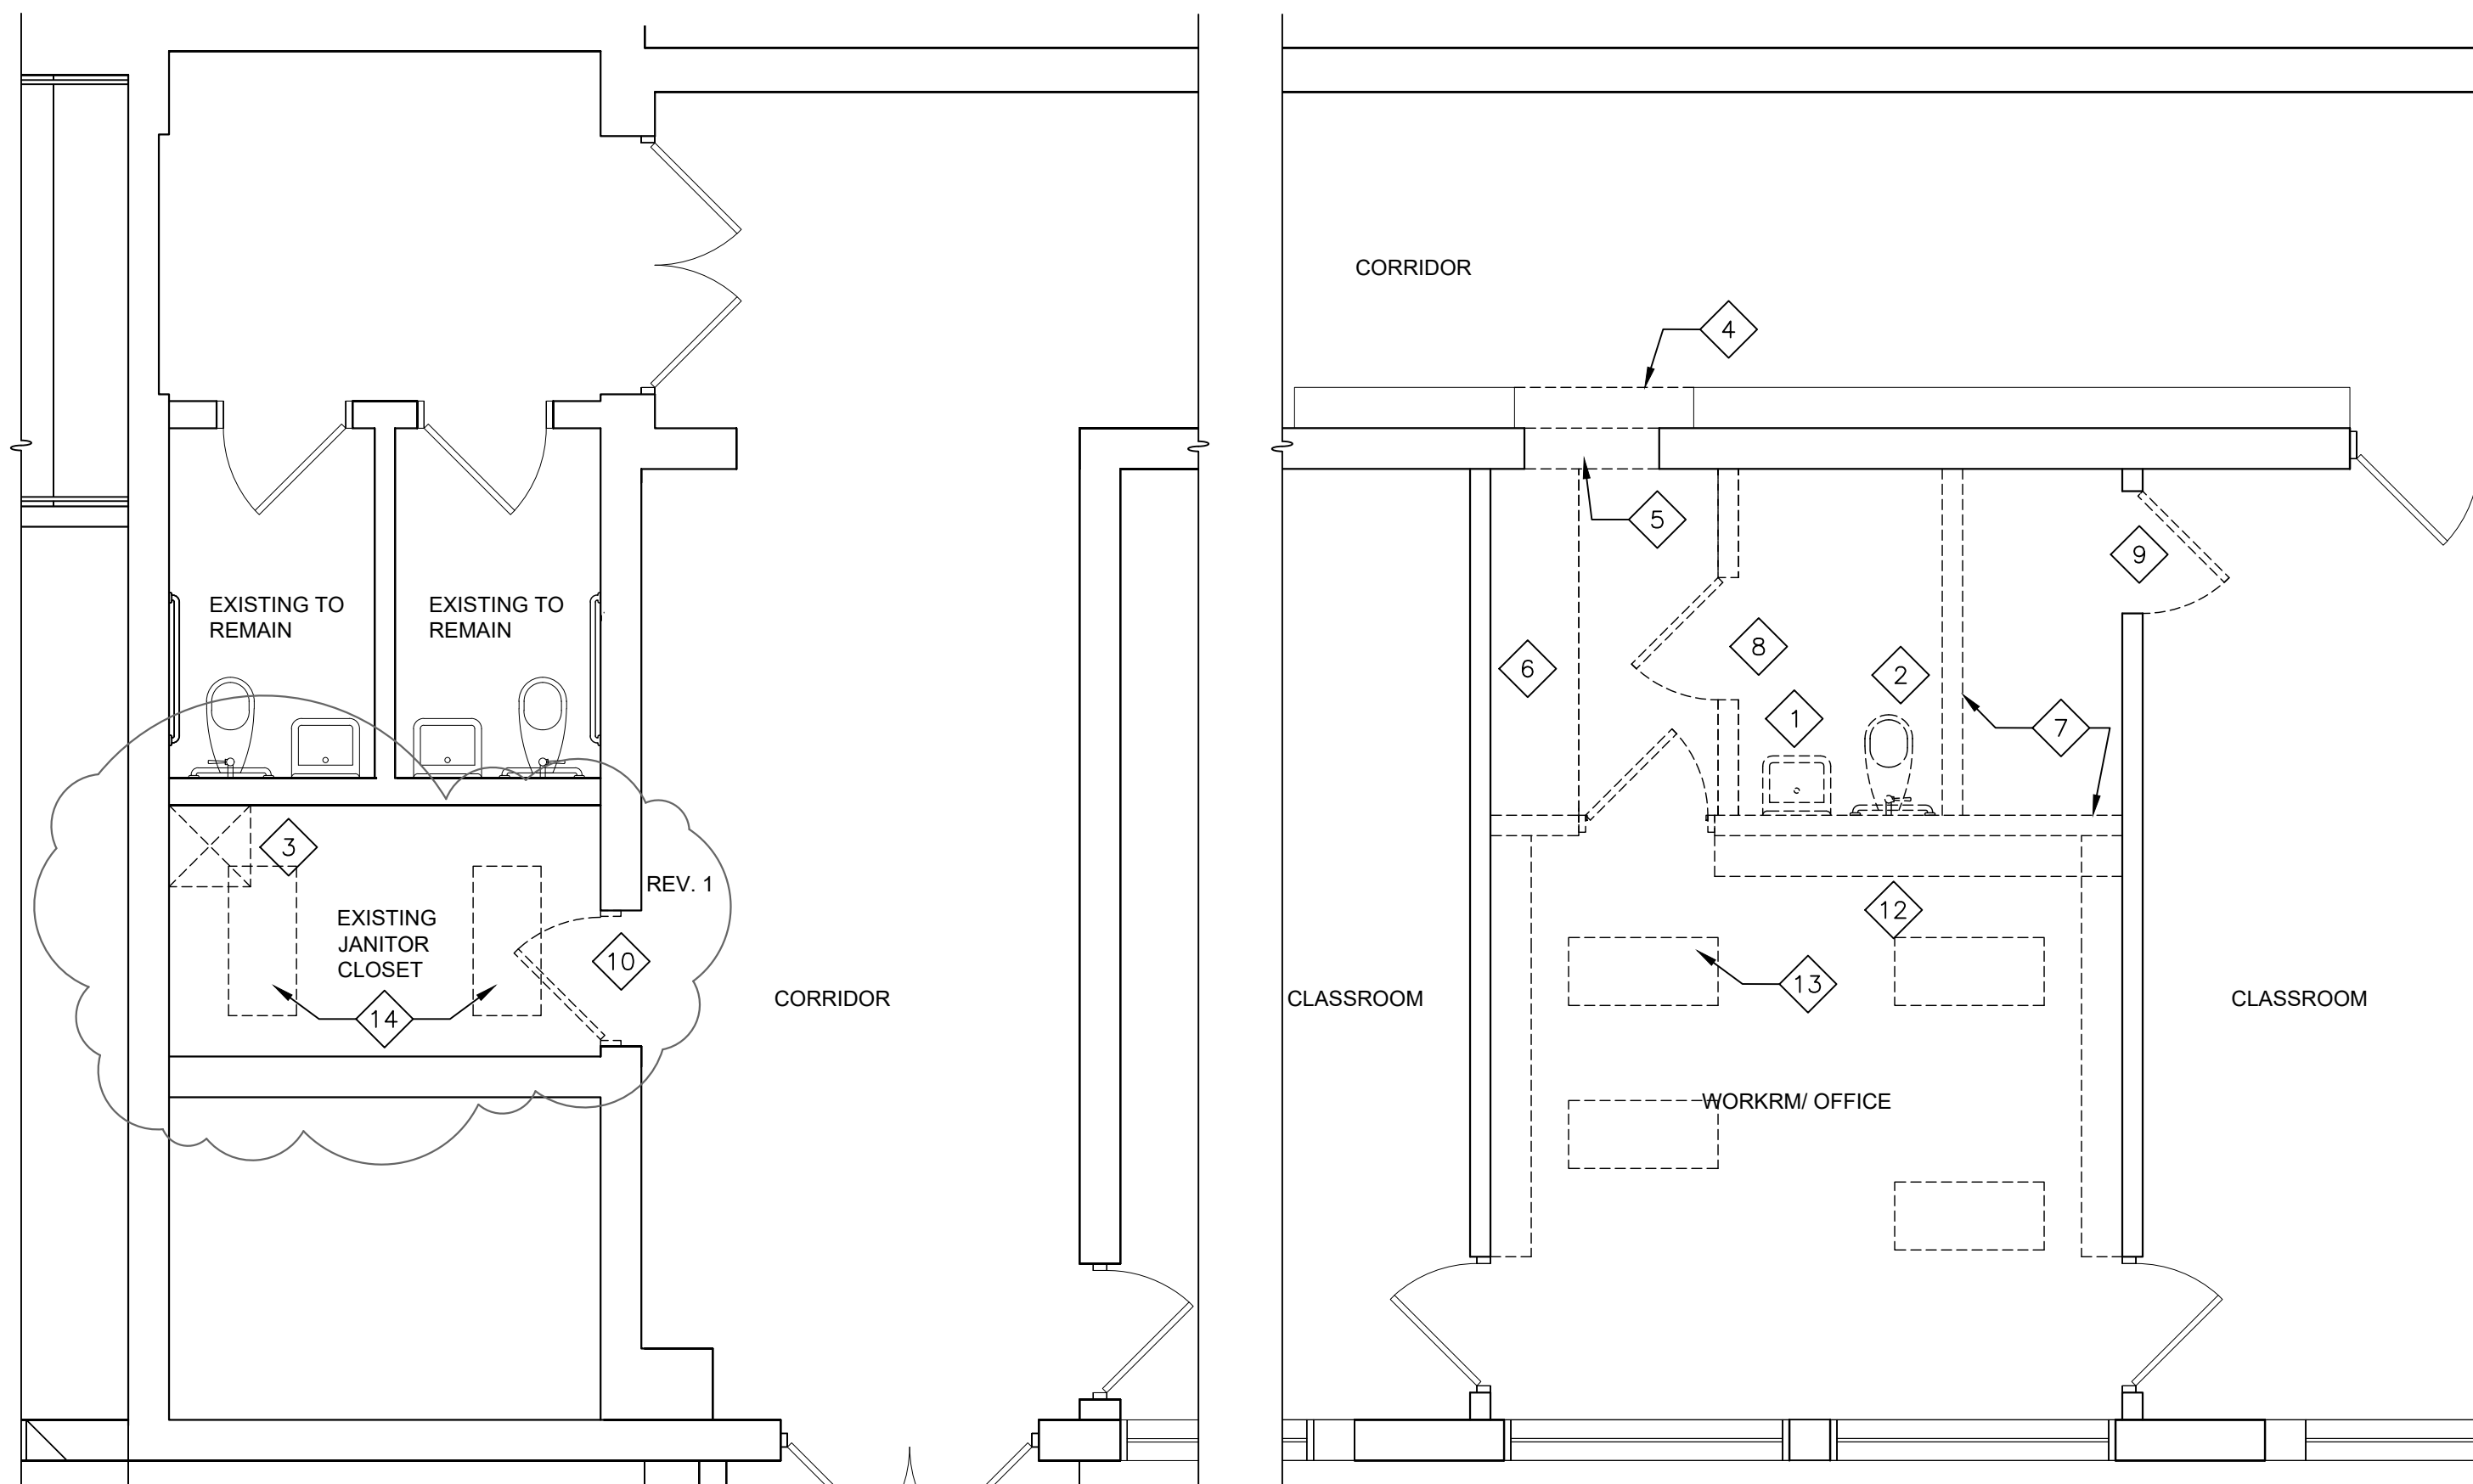 CORRIDOR
4
5
9
EXISTING TO
REMAIN
EXISTING TO
REMAIN
8
6
2
1
7
3
REV. 1
EXISTING
JANITOR
CLOSET
10
14
CORRIDOR
12
13
CLASSROOM
CLASSROOM
WORKRM/ OFFICE